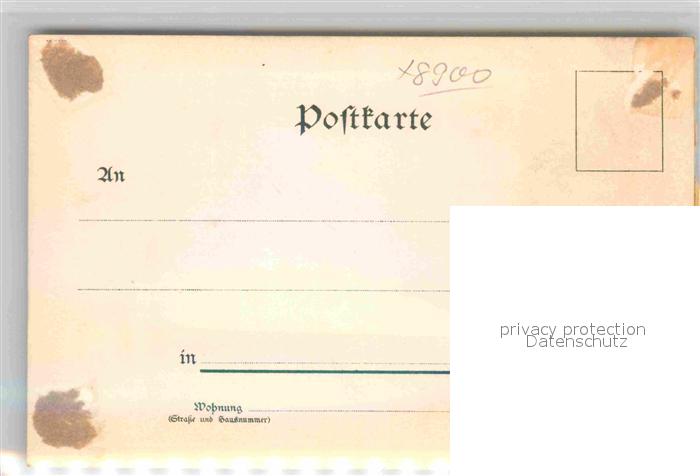 x8900
Postkarte
An
privacy protection
Datenschutz
in
Wohnung
(Straße und Hausnummer)